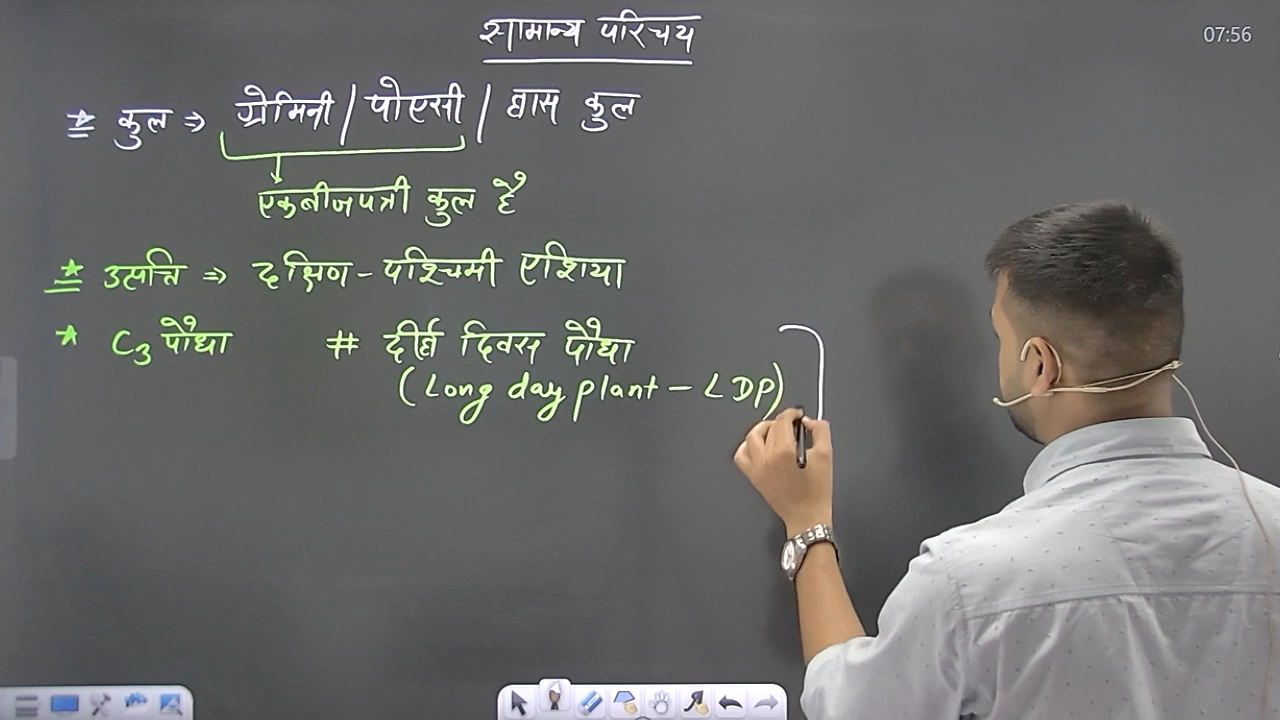 सामान्य परिचय
07:56
* कुल ⇒ ग्रेमिनी / पोएसी / घास कुल
एकबीजपत्री कुल है
* उत्पत्ति ⇒ दक्षिण - पश्चिमी एशिया
* C3 पौधा # दीर्घ दिवस पौधा
(Long day plant - LDP)